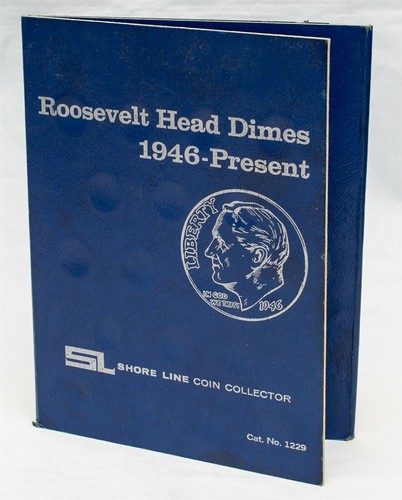 Roosevelt Head Dimes
1946-Present
LIBERTY
IN GOD
WE TRUST
1946
SL SHORE LINE COIN COLLECTOR
Cat. No. 1229